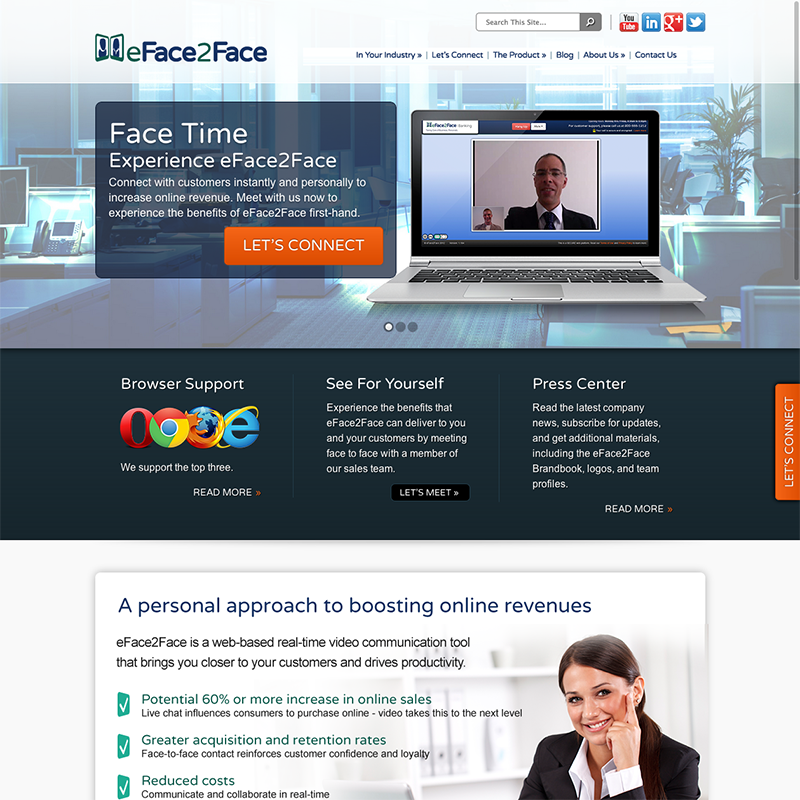 Search This Site...
You
Tube
in
g+
eFace2Face
In Your Industry » | Let's Connect | The Product » | Blog | About Us » | Contact Us
Face Time
Experience eFace2Face
Connect with customers instantly and personally to
increase online revenue. Meet with us now to
experience the benefits of eFace2Face first-hand.
LET'S CONNECT
eFace2Face Banking
Browser Support
We support the top three.
READ MORE »
See For Yourself
Experience the benefits that
eFace2Face can deliver to you
and your customers by meeting
face to face with a member of
our sales team.
LET'S MEET »
Press Center
Read the latest company
news, subscribe for updates,
and get additional materials,
including the eFace2Face
Brandbook, logos, and team
profiles.
READ MORE »
LET'S CONNECT
A personal approach to boosting online revenues
eFace2Face is a web-based real-time video communication tool
that brings you closer to your customers and drives productivity.
Potential 60% or more increase in online sales
Live chat influences consumers to purchase online - video takes this to the next level
Greater acquisition and retention rates
Face-to-face contact reinforces customer confidence and loyalty
Reduced costs
Communicate and collaborate in real-time